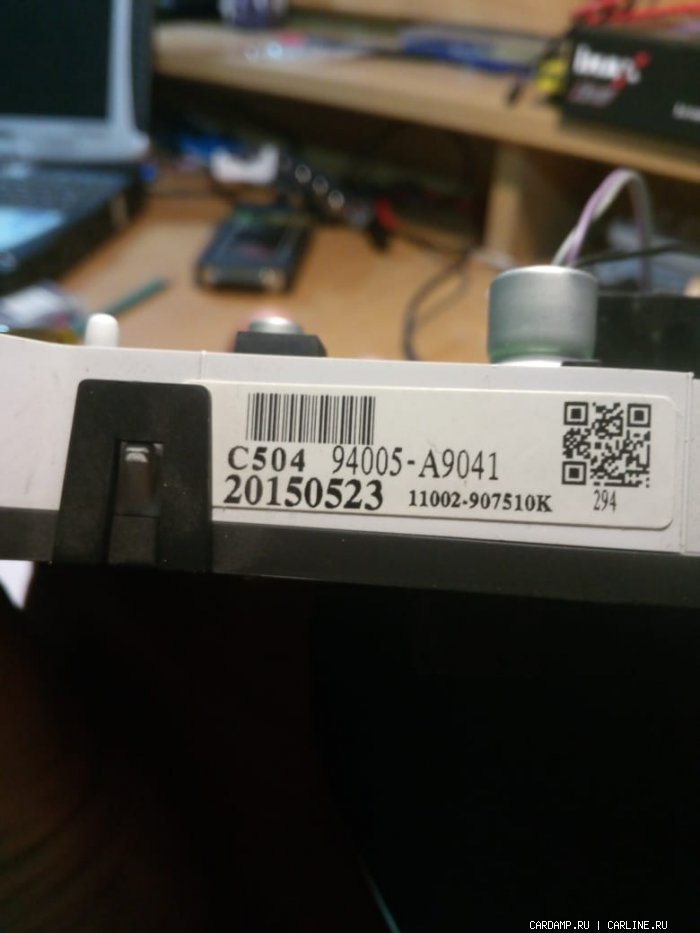 C504 94005-A9041
20150523 11002-907510K
294
CARDAMP.RU | CARLINE.RU